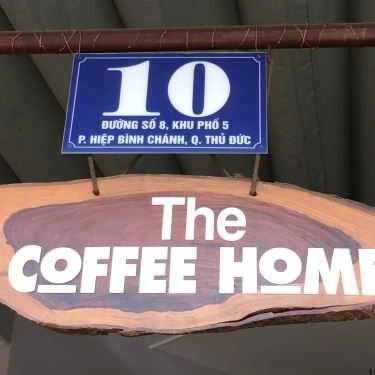 10
ĐƯỜNG SỐ 8, KHU PHỐ 5
P. HIỆP BÌNH CHÁNH, Q. THỦ ĐỨC
The
COFFEE HOME